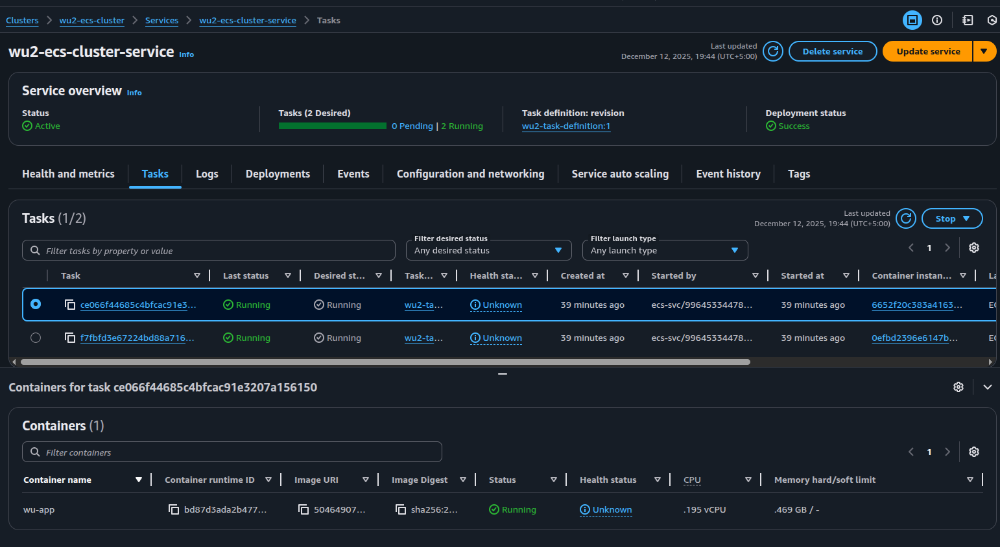 Clusters > wu2-ecs-cluster > Services > wu2-ecs-cluster-service > Tasks
wu2-ecs-cluster-service Info
Last updated
December 12, 2025, 19:44 (UTC+5:00)
Delete service
Update service
Service overview Info
Status
Active
Tasks (2 Desired)
0 Pending | 2 Running
Task definition: revision
wu2-task-definition:1
Deployment status
Success
Health and metrics Tasks Logs Deployments Events Configuration and networking Service auto scaling Event history Tags
Tasks (1/2)
Last updated
December 12, 2025, 19:44 (UTC+5:00)
Stop
Filter tasks by property or value
Filter desired status
Any desired status
Filter launch type
Any launch type
1
Task Last status Desired st... Task... Health sta... Created at Started by Started at Container instan... La
ce066f44685c4bfcac91e3... Running Running wu2-ta... Unknown 39 minutes ago ecs-svc/99645334478... 39 minutes ago 6652f20c383a4163... EC
f7fbfd3e67224bd88a716... Running Running wu2-ta... Unknown 39 minutes ago ecs-svc/99645334478... 39 minutes ago 0efbd2396e6147b... EC
Containers for task ce066f44685c4bfcac91e3207a156150
Containers (1)
Filter containers
1
Container name Container runtime ID Image URI Image Digest Status Health status CPU Memory hard/soft limit
wu-app bd87d3ada2b477... 50464907... sha256:2... Running Unknown .195 vCPU .469 GB / -